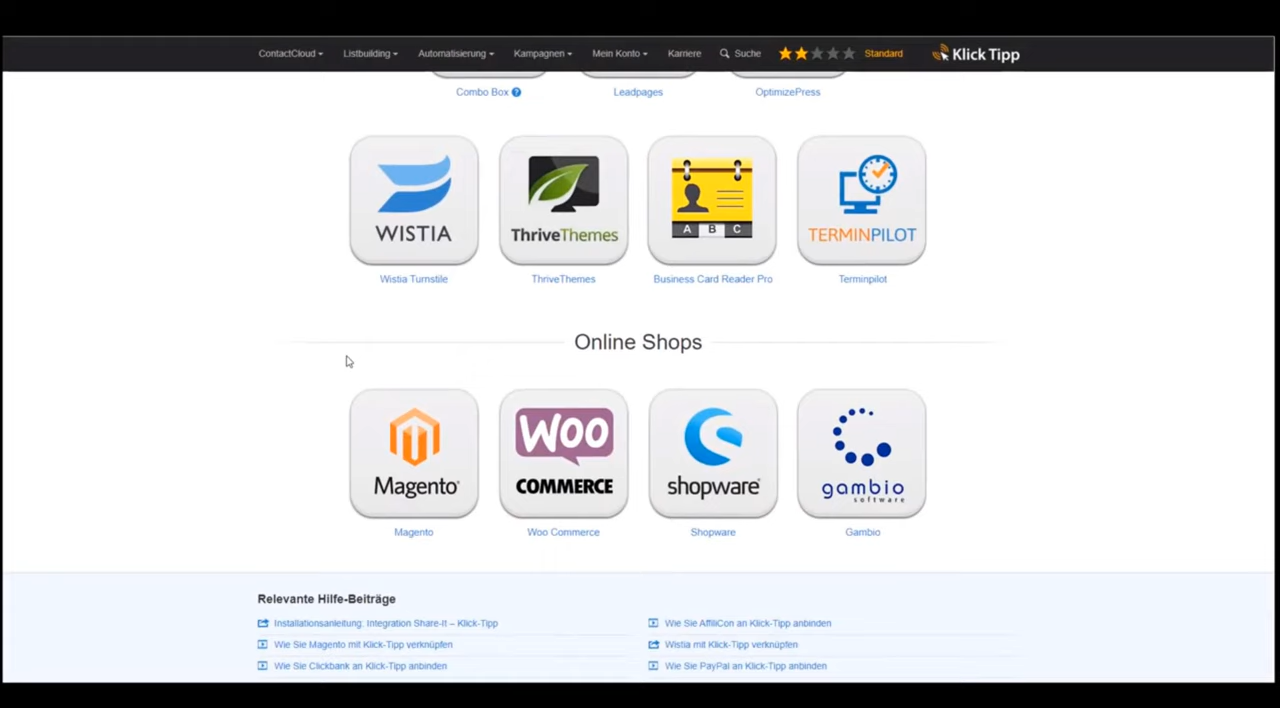 ContactCloud Listbuilding Automatisierung Kampagnen Mein Konto Karriere Suche Standard Klick Tipp
Combo Box ? Leadpages OptimizePress
WISTIA ThriveThemes A B C TERMINPILOT
Wistia Turnstile ThriveThemes Business Card Reader Pro Terminpilot
Online Shops
Magento® WOO COMMERCE shopware® gambio software
Magento Woo Commerce Shopware Gambio
Relevante Hilfe-Beiträge
Installationsanleitung: Integration Share-It – Klick-Tipp Wie Sie AffiliCon an Klick-Tipp anbinden
Wie Sie Magento mit Klick-Tipp verknüpfen Wistia mit Klick-Tipp verknüpfen
Wie Sie Clickbank an Klick-Tipp anbinden Wie Sie PayPal an Klick-Tipp anbinden